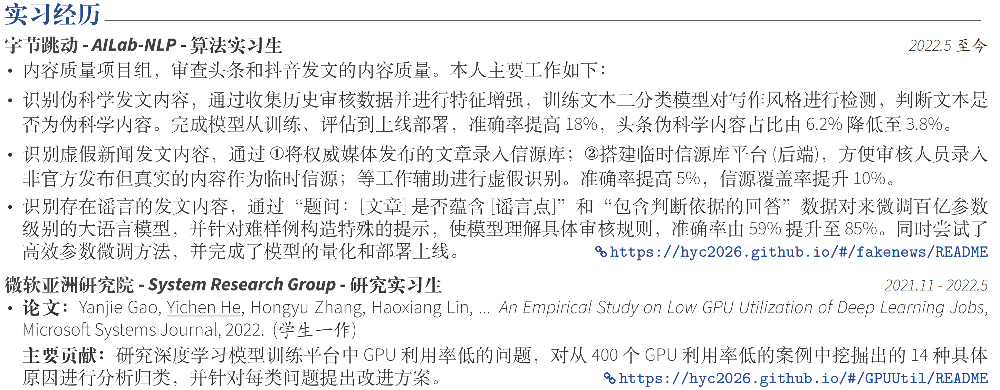 实习经历
字节跳动 - AILab-NLP - 算法实习生 2022.5 至今
• 内容质量项目组，审查头条和抖音发文的内容质量。本人主要工作如下：
• 识别伪科学发文内容，通过收集历史审核数据并进行特征增强，训练文本二分类模型对写作风格进行检测，判断文本是
否为伪科学内容。完成模型从训练、评估到上线部署，准确率提高 18%，头条伪科学内容占比由 6.2% 降低至 3.8%。
• 识别虚假新闻发文内容，通过 ①将权威媒体发布的文章录入信源库；②搭建临时信源库平台 (后端)，方便审核人员录入
非官方发布但真实的内容作为临时信源；等工作辅助进行虚假识别。准确率提高 5%，信源覆盖率提升 10%。
• 识别存在谣言的发文内容，通过 “题问：[文章] 是否蕴含 [谣言点]” 和 “包含判断依据的回答” 数据对来微调百亿参数
级别的大语言模型，并针对难样例构造特殊的提示，使模型理解具体审核规则，准确率由 59% 提升至 85%。同时尝试了
高效参数微调方法，并完成了模型的量化和部署上线。 https://hyc2026.github.io/#/fakenews/README
微软亚洲研究院 - System Research Group - 研究实习生 2021.11 - 2022.5
• 论文：Yanjie Gao, Yichen He, Hongyu Zhang, Haoxiang Lin, ... An Empirical Study on Low GPU Utilization of Deep Learning Jobs,
Microsoft Systems Journal, 2022. (学生一作)
主要贡献：研究深度学习模型训练平台中 GPU 利用率低的问题，对从 400 个 GPU 利用率低的案例中挖掘出的 14 种具体
原因进行分析归类，并针对每类问题提出改进方案。 https://hyc2026.github.io/#/GPUUtil/README